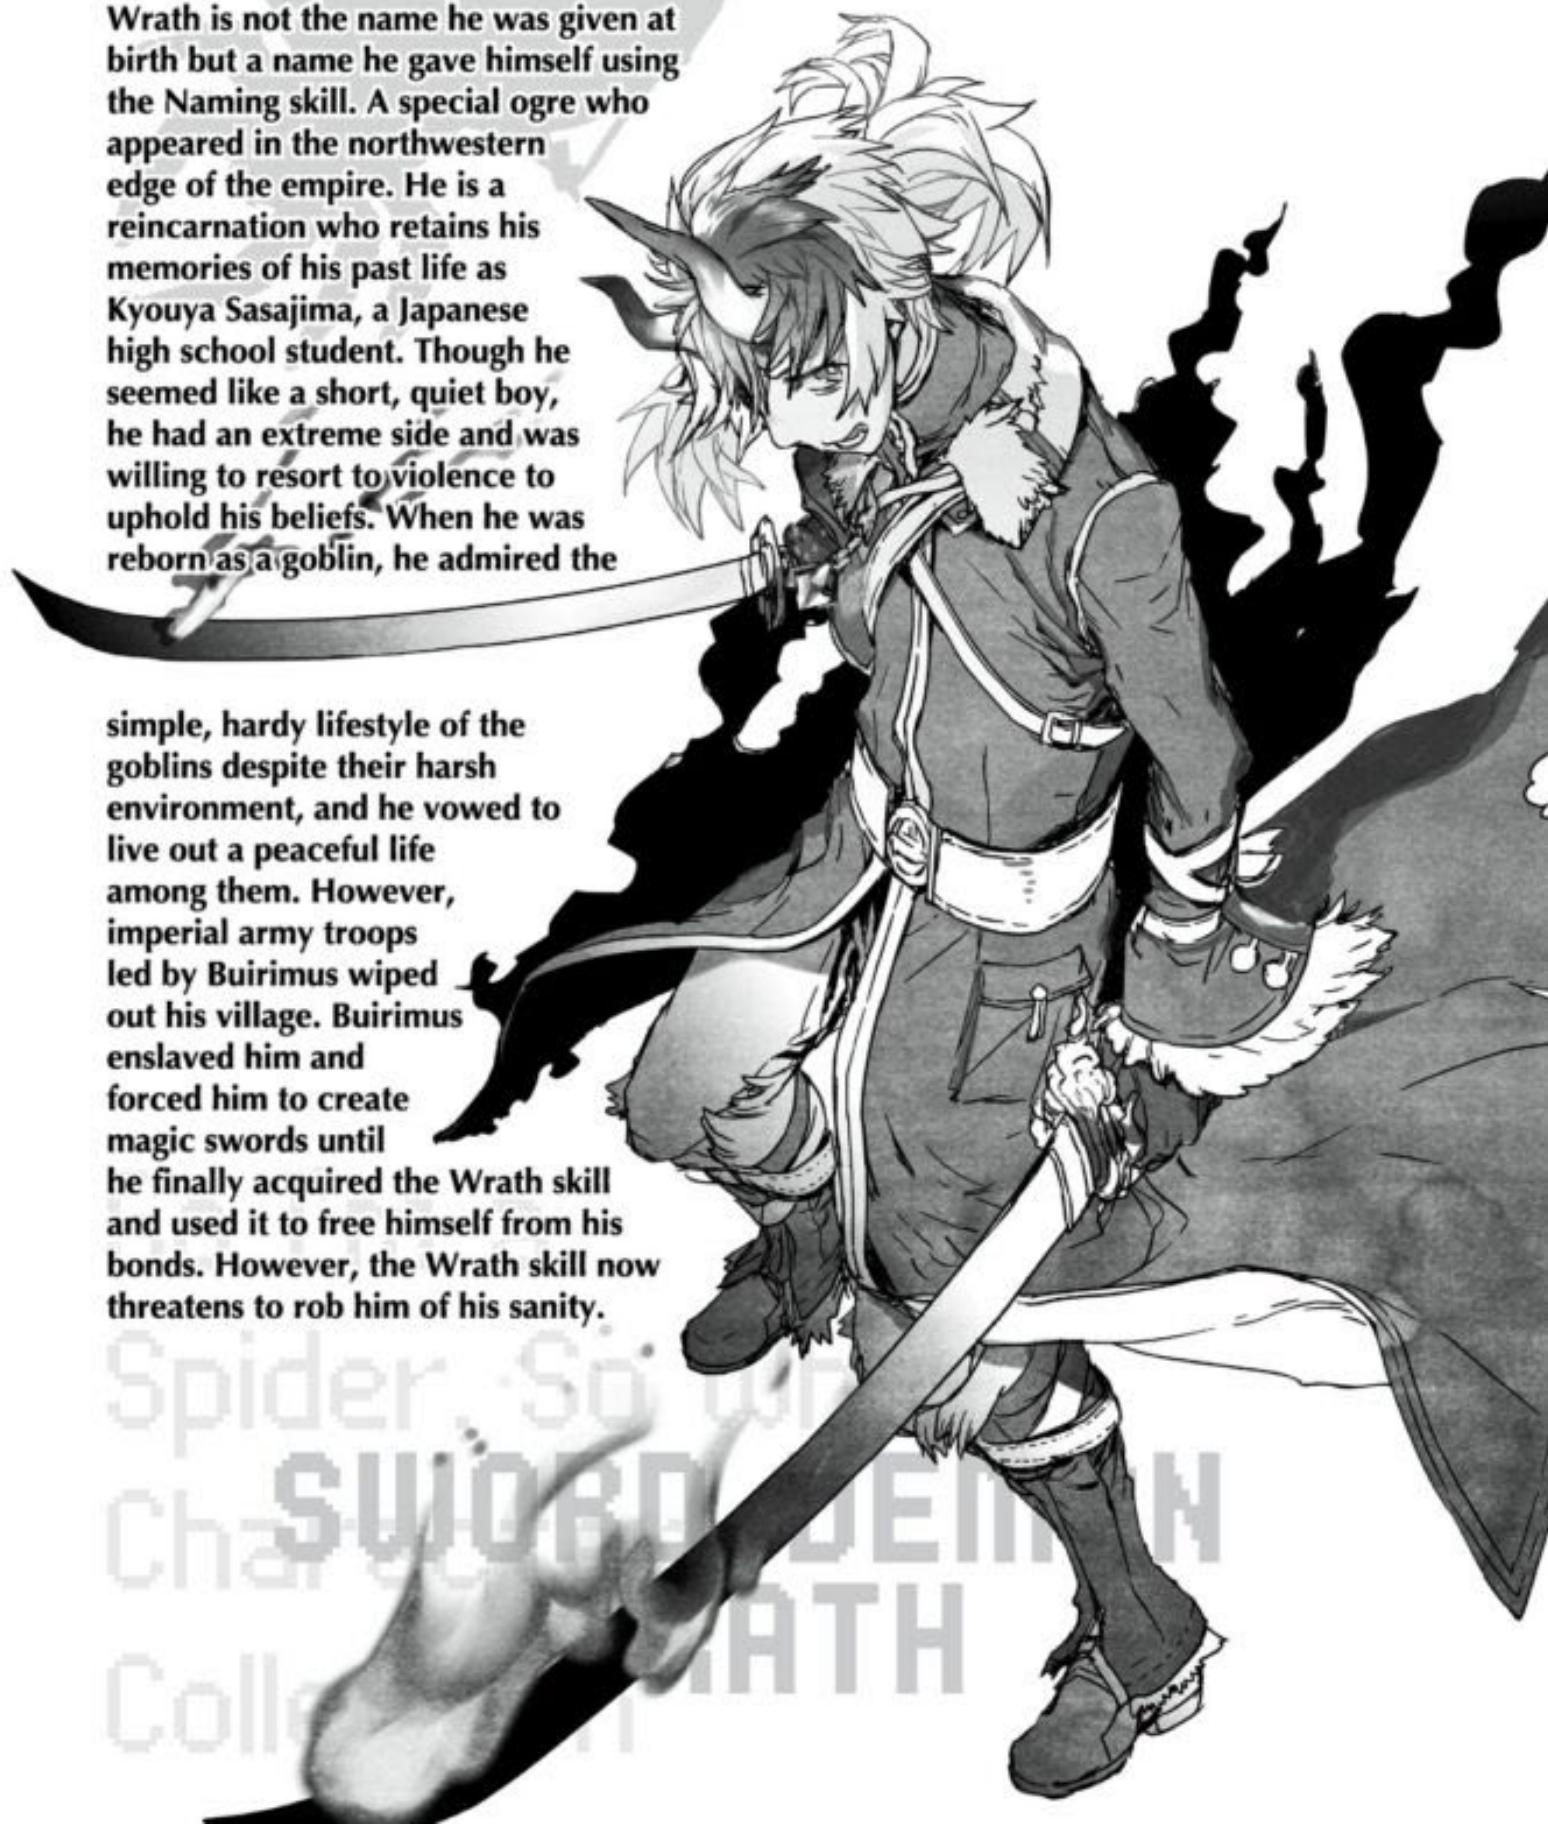 Wrath is not the name he was given at
birth but a name he gave himself using
the Naming skill. A special ogre who
appeared in the northwestern
edge of the empire. He is a
reincarnation who retains his
memories of his past life as
Kyouya Sasajima, a Japanese
high school student. Though he
seemed like a short, quiet boy,
he had an extreme side and was
willing to resort to violence to
uphold his beliefs. When he was
reborn as a goblin, he admired the
simple, hardy lifestyle of the
goblins despite their harsh
environment, and he vowed to
live out a peaceful life
among them. However,
imperial army troops
led by Buirimus wiped
out his village. Buirimus
enslaved him and
forced him to create
magic swords until
he finally acquired the Wrath skill
and used it to free himself from his
bonds. However, the Wrath skill now
threatens to rob him of his sanity.
Spider, So
SWORD DEMON